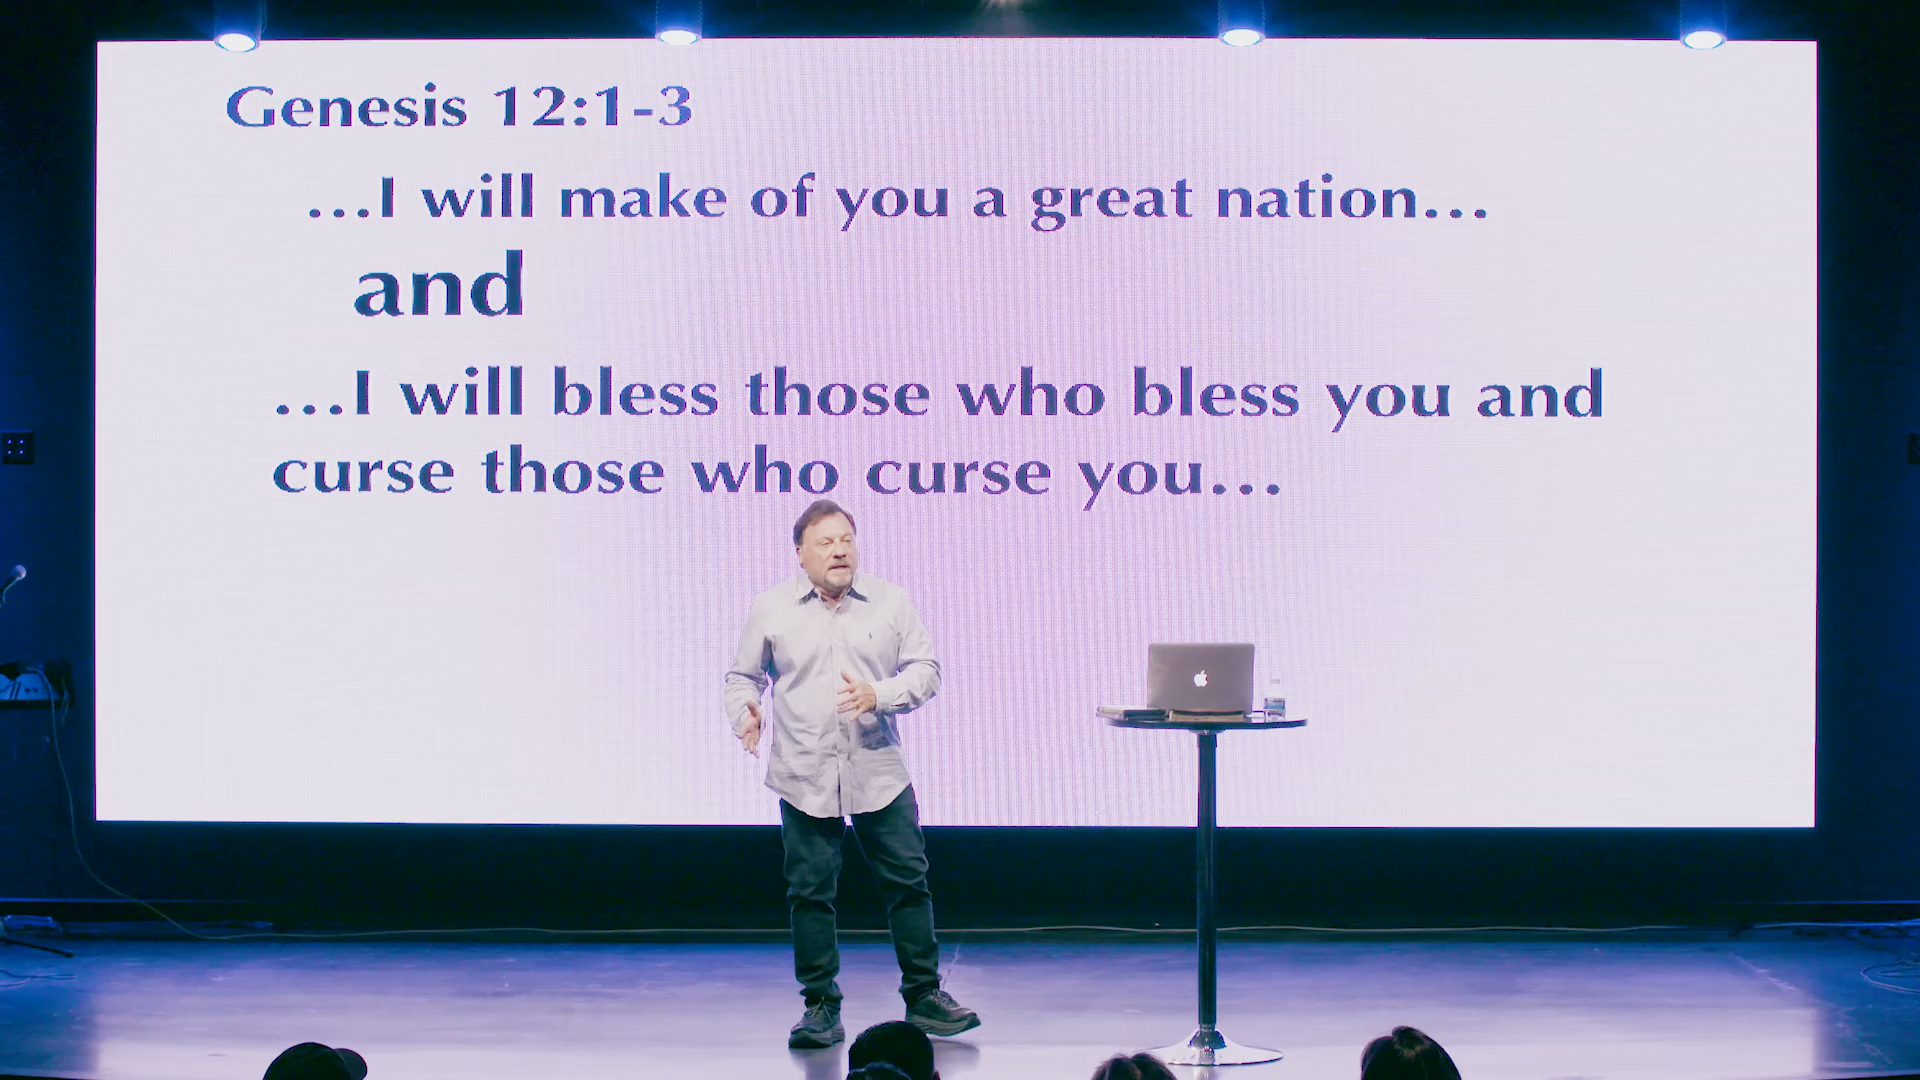 Genesis 12:1-3
...I will make of you a great nation...
and
...I will bless those who bless you and
curse those who curse you...